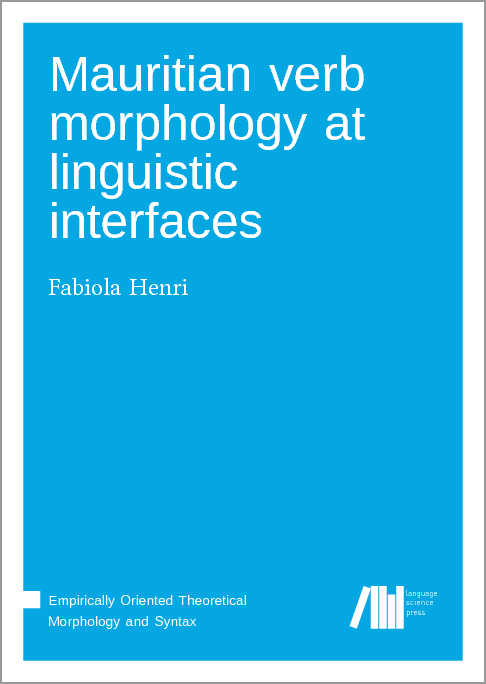 Mauritian verb
morphology at
linguistic
interfaces
Fabiola Henri
Empirically Oriented Theoretical
Morphology and Syntax
language
science
press